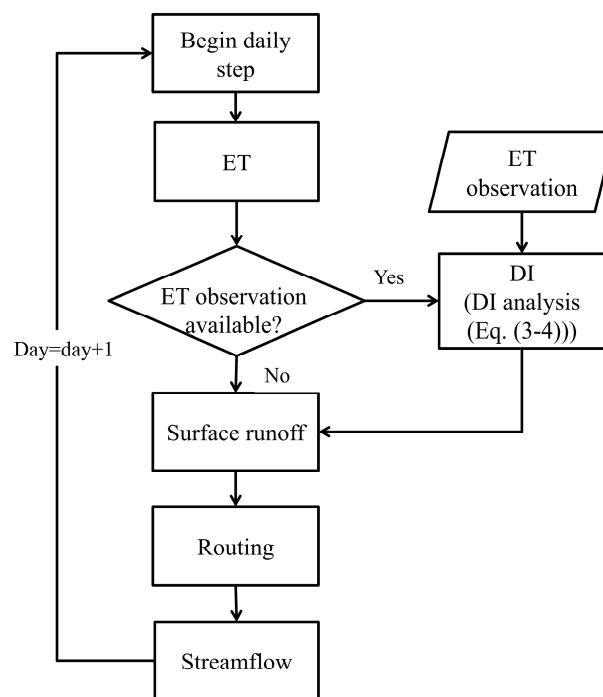 Begin daily
step
ET
ET
observation
Yes
ET observation
available?
DI
(DI analysis
(Eq. (3-4)))
Day=day+1
No
Surface runoff
Routing
Streamflow